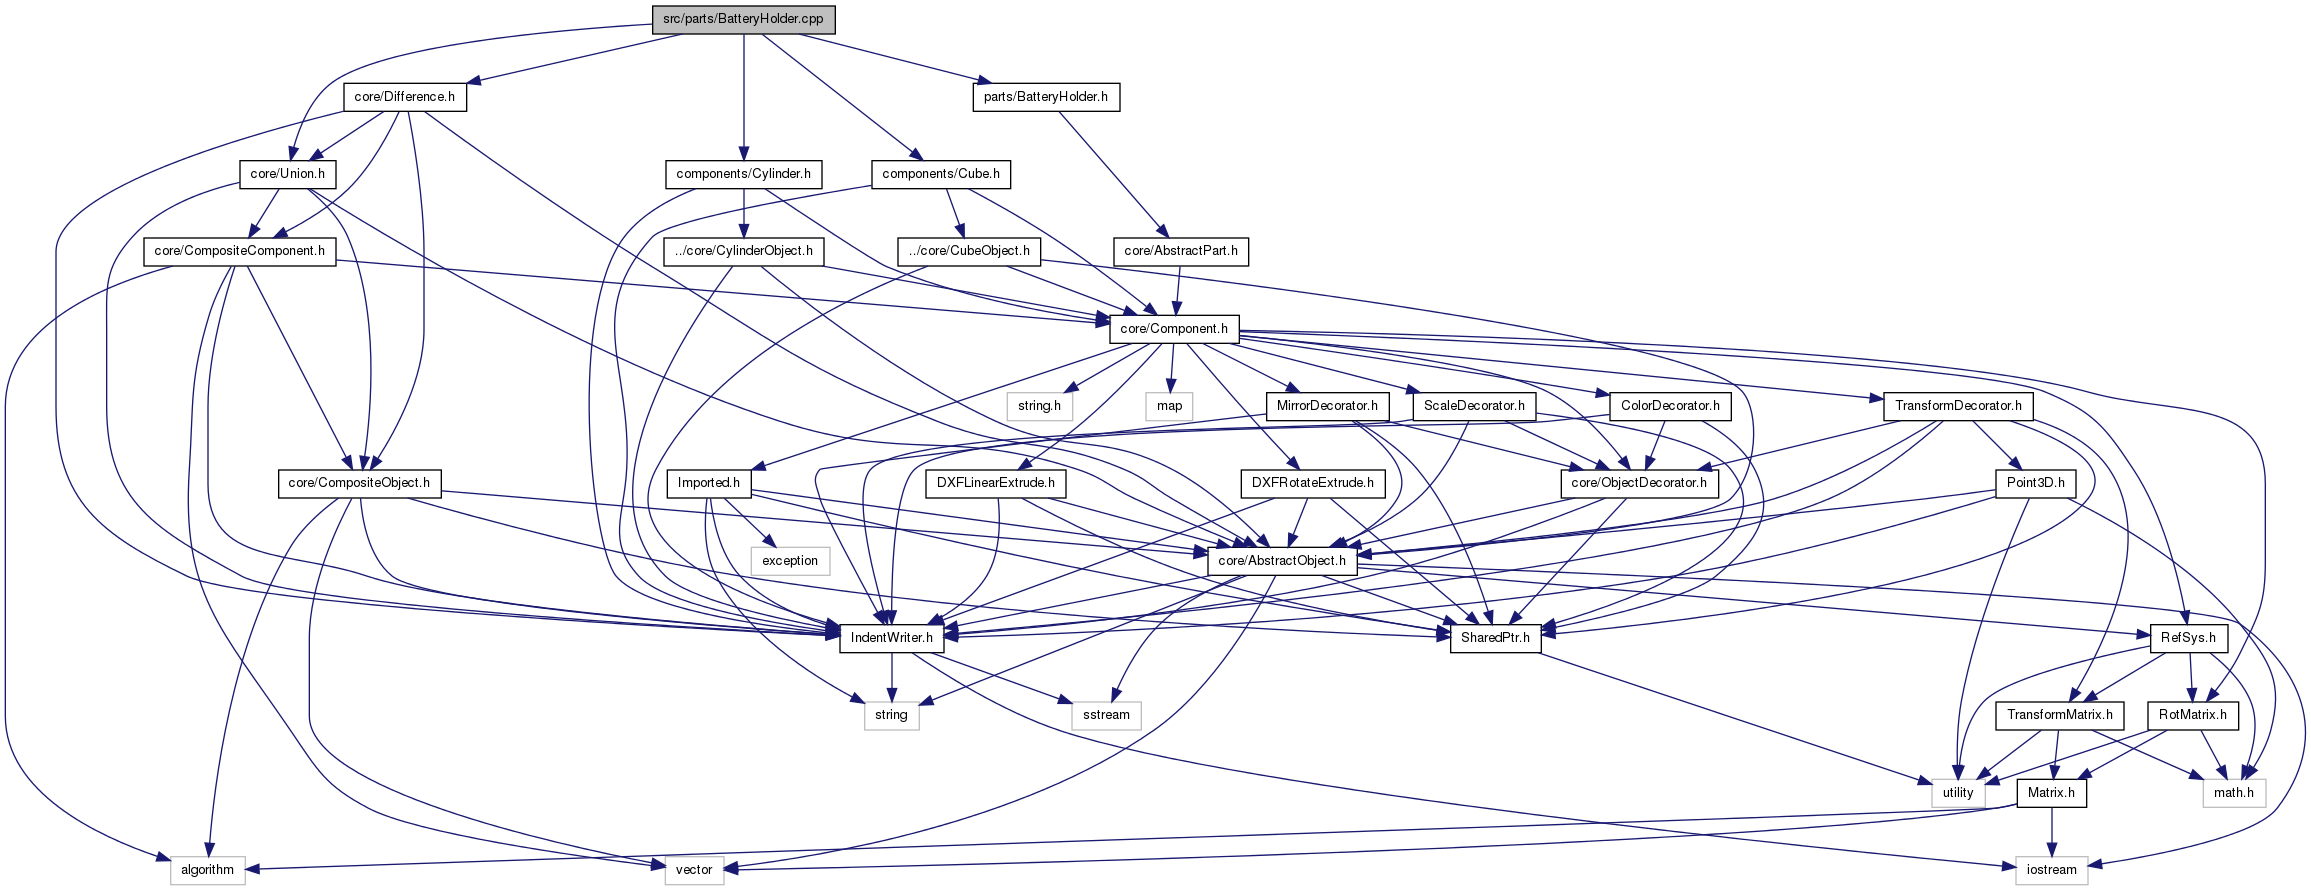 src/parts/BatteryHolder.cpp
core/Difference.h
parts/BatteryHolder.h
core/Union.h
components/Cylinder.h
components/Cube.h
core/CompositeComponent.h
../core/CylinderObject.h
../core/CubeObject.h
core/AbstractPart.h
core/Component.h
string.h
map
MirrorDecorator.h
ScaleDecorator.h
ColorDecorator.h
TransformDecorator.h
core/CompositeObject.h
Imported.h
DXFLinearExtrude.h
DXFRotateExtrude.h
core/ObjectDecorator.h
Point3D.h
exception
core/AbstractObject.h
IndentWriter.h
SharedPtr.h
RefSys.h
string
sstream
TransformMatrix.h
RotMatrix.h
utility
Matrix.h
math.h
algorithm
vector
iostream